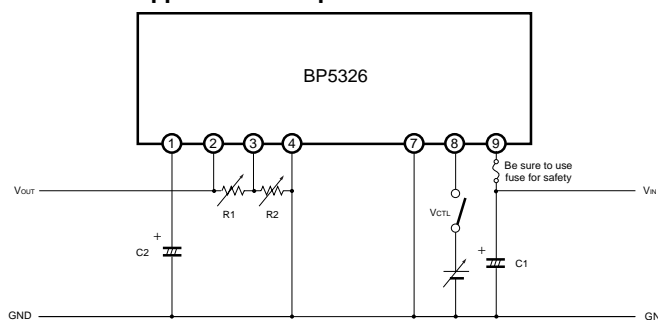 BP5326
1 2 3 4 7 8 9
Be sure to use
fuse for safety
VOUT
VIN
R1 R2
VCTL
+
C2
+
C1
GND
GN